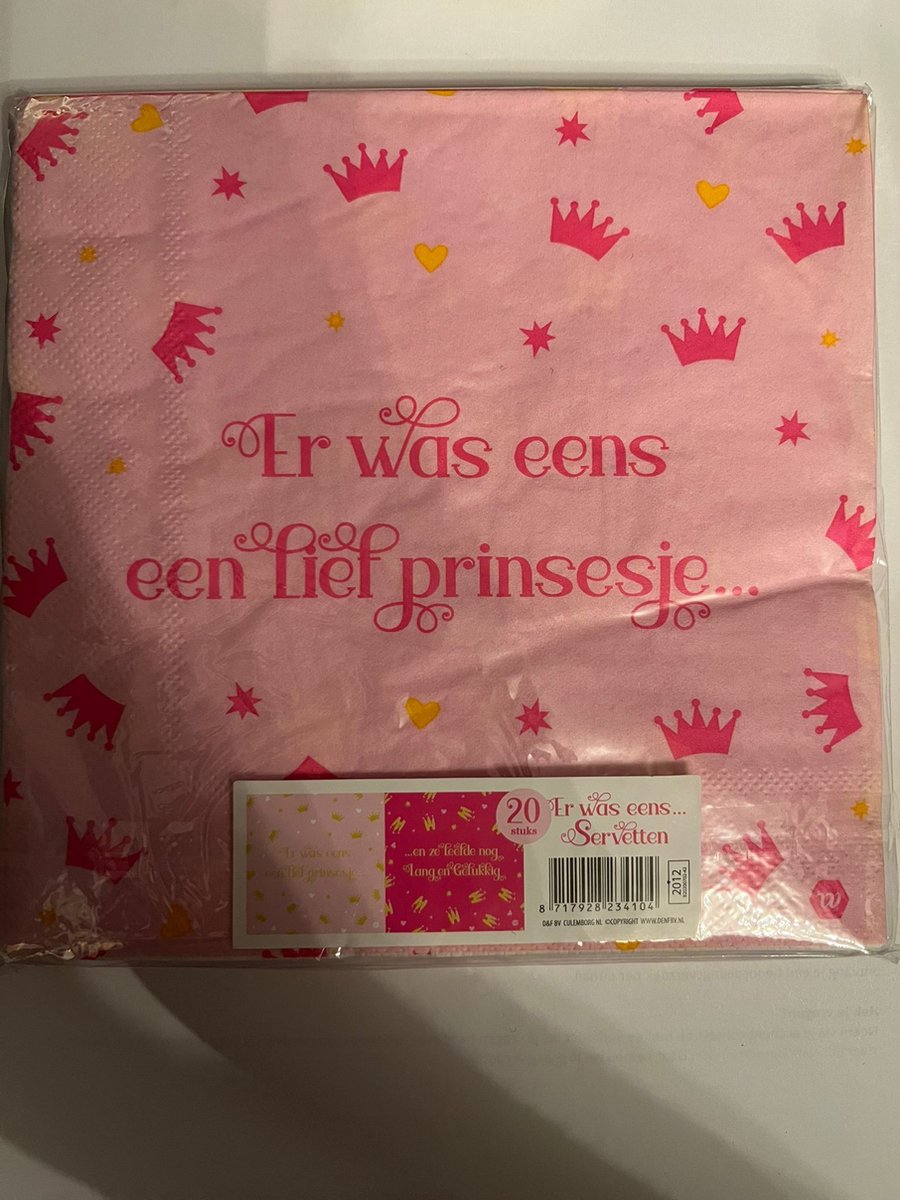 Er was eens
een lief prinsesje...
Er was eens
een lief prinsesje...
...en ze leefde nog
Lang en Gelukkig
20
stuks
Er was eens...
Servetten
8 717928 234104
2012
D&F BV CULEMBORG NL ©COPYRIGHT WWW.DENFBV.NL